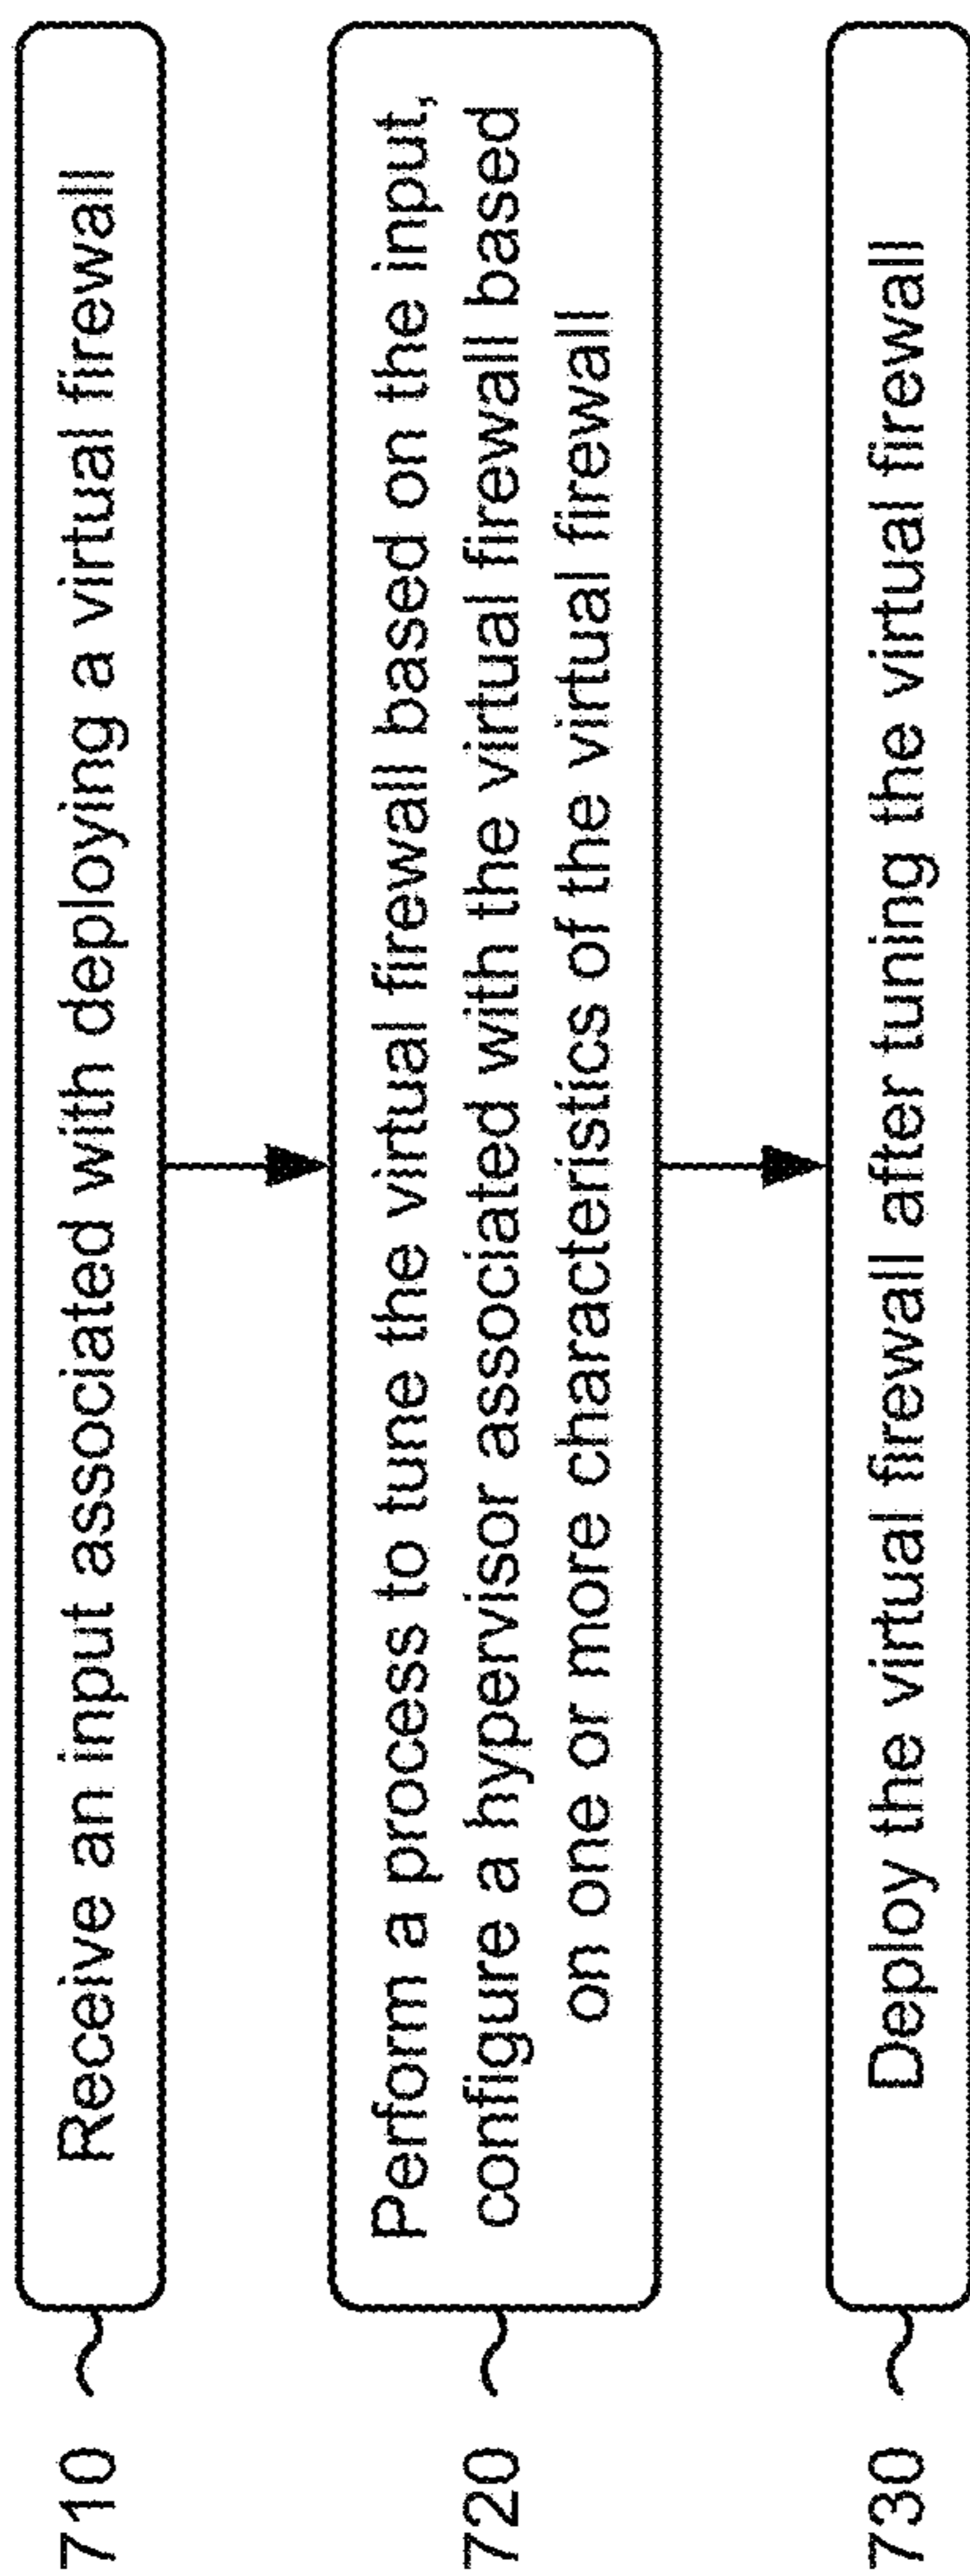 710
Receive an input associated with deploying a virtual firewall
720
Perform a process to tune the virtual firewall based on the input,
configure a hypervisor associated with the virtual firewall based
on one or more characteristics of the virtual firewall
730
Deploy the virtual firewall after tuning the virtual firewall